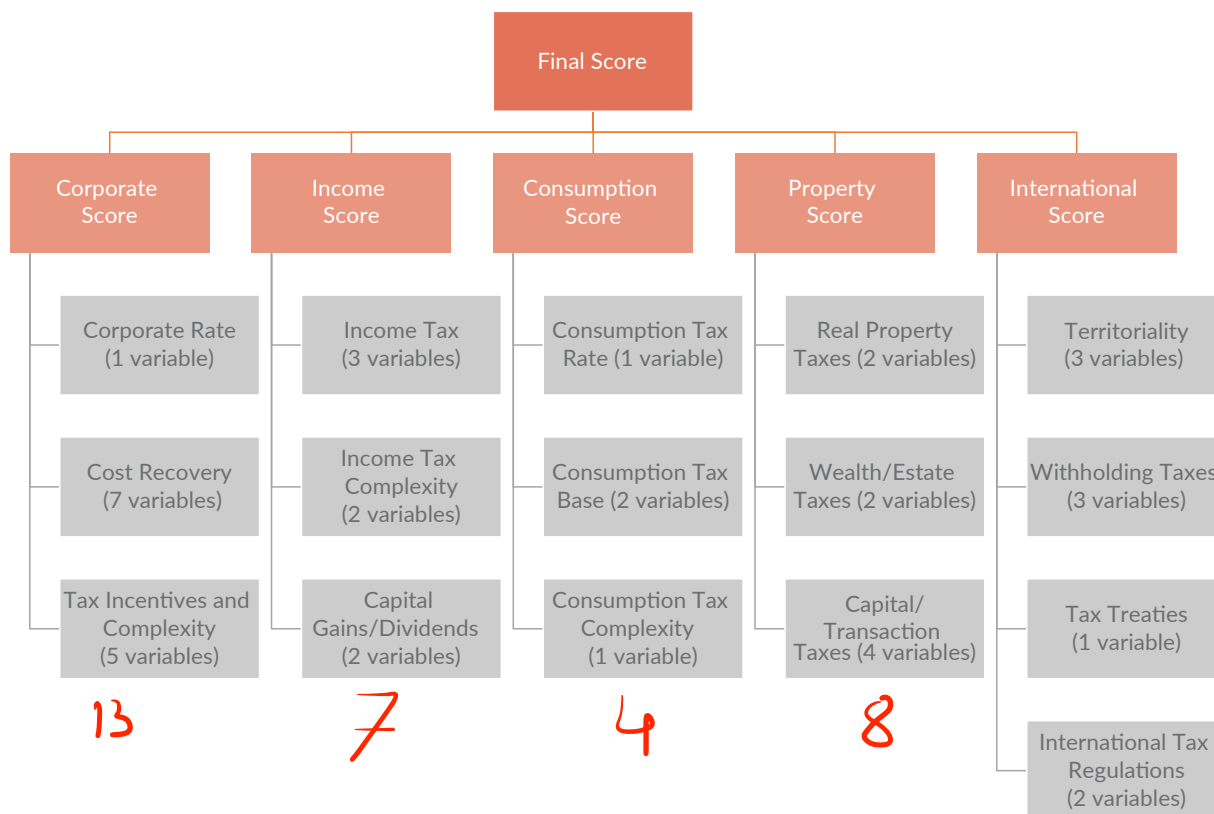 Final Score
Corporate
Score
Income
Score
Consumption
Score
Property
Score
International
Score
Corporate Rate
(1 variable)
Income Tax
(3 variables)
Consumption Tax
Rate (1 variable)
Real Property
Taxes (2 variables)
Territoriality
(3 variables)
Cost Recovery
(7 variables)
Income Tax
Complexity
(2 variables)
Consumption Tax
Base (2 variables)
Wealth/Estate
Taxes (2 variables)
Withholding Taxes
(3 variables)
Tax Incentives and
Complexity
(5 variables)
Capital
Gains/Dividends
(2 variables)
Consumption Tax
Complexity
(1 variable)
Capital/
Transaction
Taxes (4 variables)
Tax Treaties
(1 variable)
13
7
4
8
International Tax
Regulations
(2 variables)